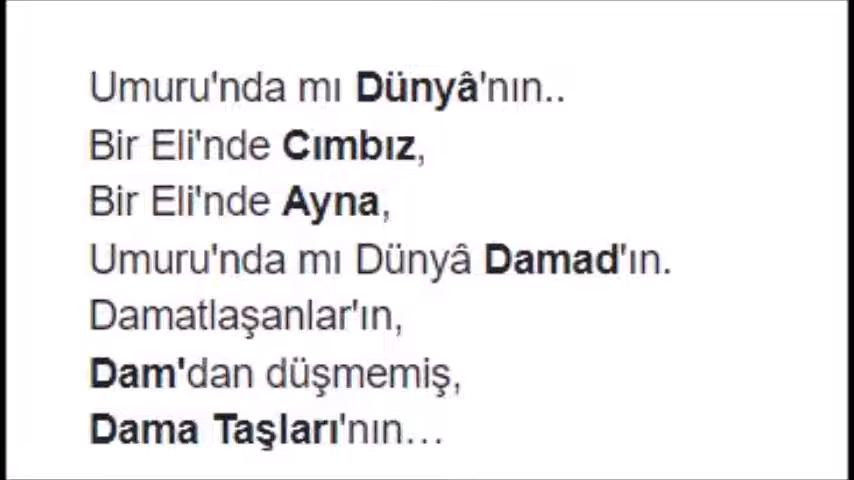 Umuru'nda mı Dünyâ'nın..
Bir Eli'nde Cımbız,
Bir Eli'nde Ayna,
Umuru'nda mı Dünyâ Damad'ın.
Damatlaşanlar'ın,
Dam'dan düşmemiş,
Dama Taşları'nın...